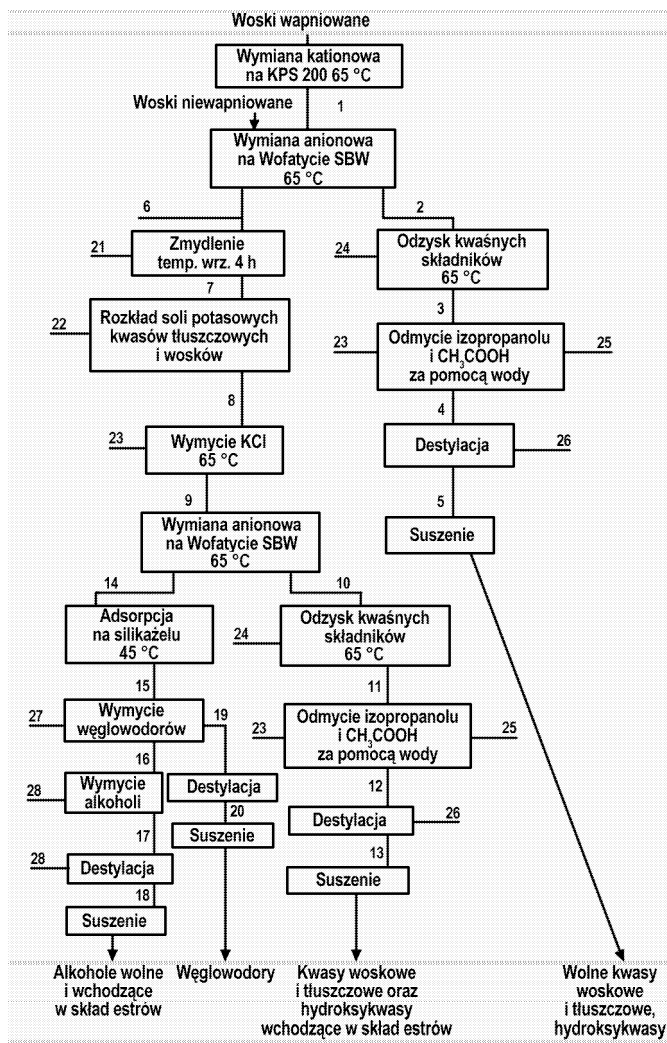 Woski wapniowane
Wymiana kationowa
na KPS 200 65 °C
Woski niewapniowane
1
Wymiana anionowa
na Wofatycie SBW
65 °C
6
2
21
Zmydlenie
temp. wrz. 4 h
24
Odzysk kwaśnych
składników
65 °C
7
3
22
Rozkład soli potasowych
kwasów tłuszczowych
i wosków
23
Odmycie izopropanolu
i CH₃COOH
za pomocą wody
25
8
4
23
Wymycie KCl
65 °C
Destylacja
26
9
5
Wymiana anionowa
na Wofatycie SBW
65 °C
Suszenie
14
10
Adsorpcja
na silikażelu
45 °C
24
Odzysk kwaśnych
składników
65 °C
15
11
27
Wymycie
węglowodorów
19
23
Odmycie izopropanolu
i CH₃COOH
za pomocą wody
25
16
12
28
Wymycie
alkoholi
Destylacja
20
Destylacja
26
17
Suszenie
13
28
Destylacja
Suszenie
18
Suszenie
Alkohole wolne
i wchodzące
w skład estrów
Węglowodory
Kwasy woskowe
i tłuszczowe oraz
hydroksykwasy
wchodzące w skład estrów
Wolne kwasy
woskowe
i tłuszczowe,
hydroksykwasy